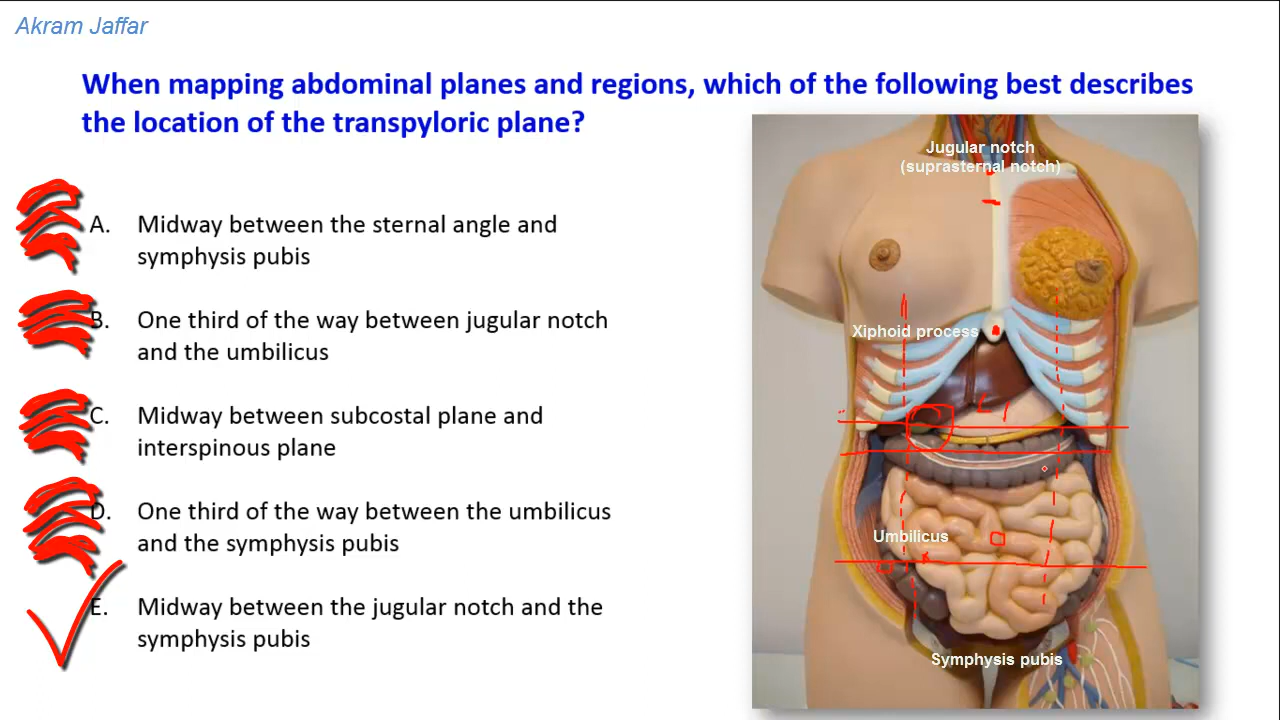 Akram Jaffar
When mapping abdominal planes and regions, which of the following best describes
the location of the transpyloric plane?
A. Midway between the sternal angle and
symphysis pubis
B. One third of the way between jugular notch
and the umbilicus
C. Midway between subcostal plane and
interspinous plane
D. One third of the way between the umbilicus
and the symphysis pubis
E. Midway between the jugular notch and the
symphysis pubis
Jugular notch
(suprasternal notch)
Xiphoid process
L1
Umbilicus
Symphysis pubis